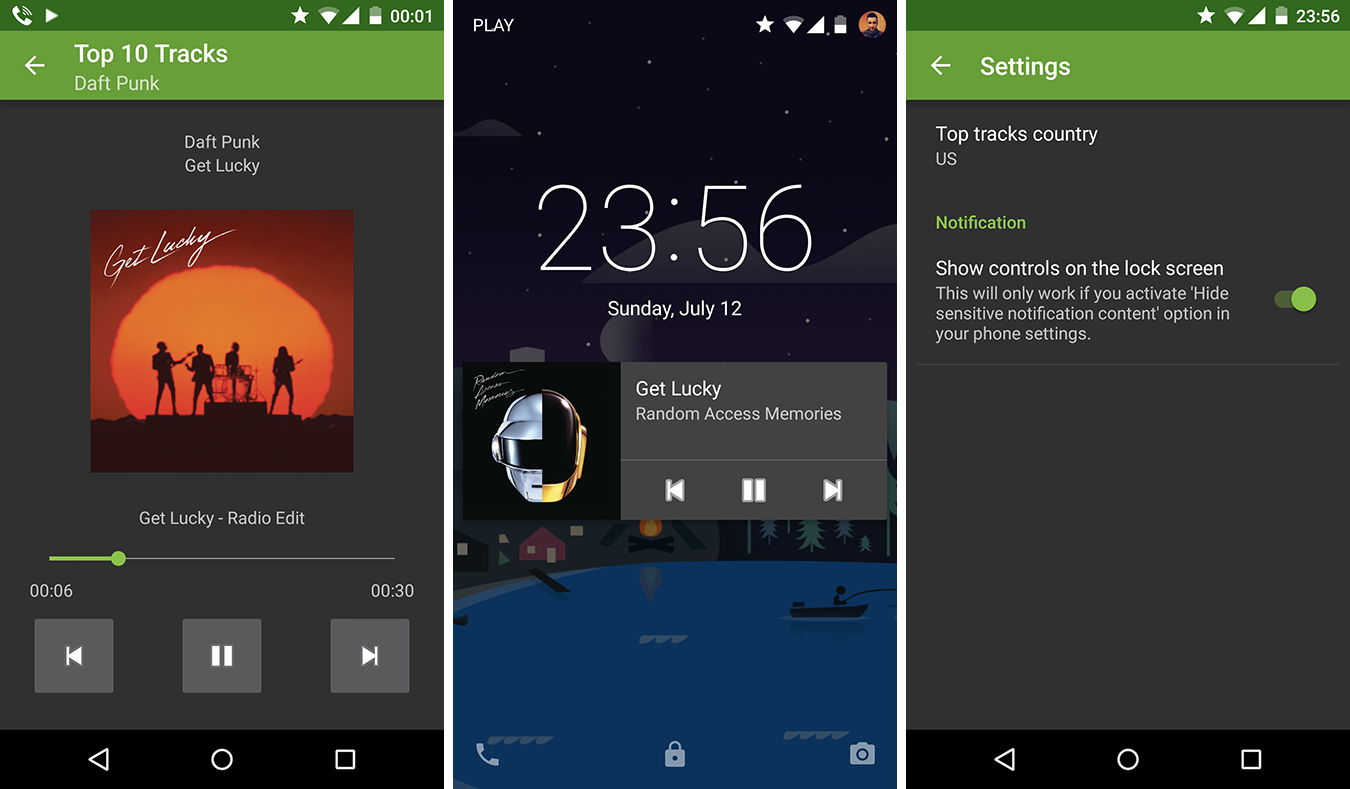 00:01
Top 10 Tracks
Daft Punk
Daft Punk
Get Lucky
Get Lucky
Get Lucky - Radio Edit
00:06
00:30
PLAY
23:56
Sunday, July 12
Random
Access
Memories
Get Lucky
Random Access Memories
23:56
Settings
Top tracks country
US
Notification
Show controls on the lock screen
This will only work if you activate 'Hide
sensitive notification content' option in
your phone settings.